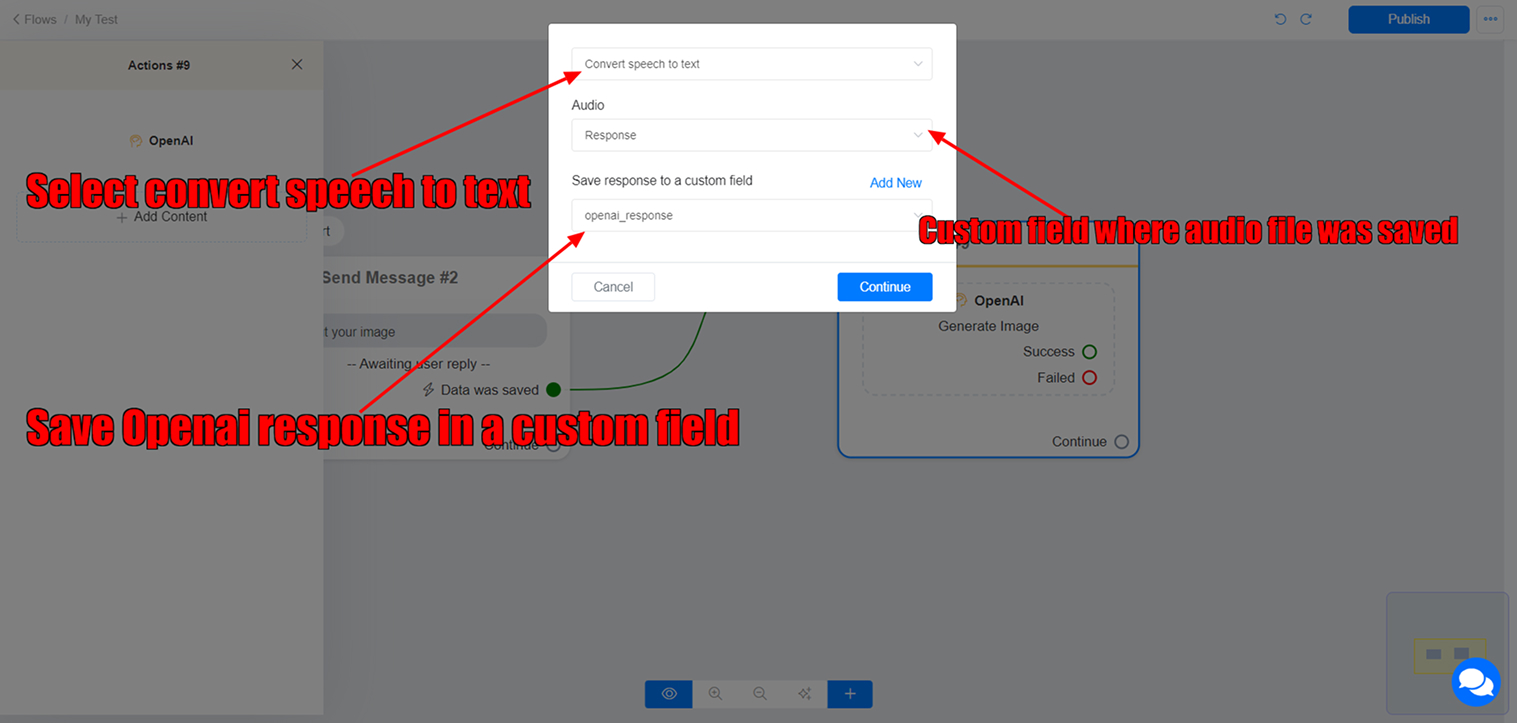 Flows / My Test
Publish
Actions #9
Convert speech to text
Audio
Response
OpenAI
Select convert speech to text
Add Content
Save response to a custom field
Add New
openai_response
Custom field where audio file was saved
Cancel
Continue
Send Message #2
your image
-- Awaiting user reply --
Data was saved
OpenAI
Generate Image
Success
Failed
Save Openai response in a custom field
Continue
Continue